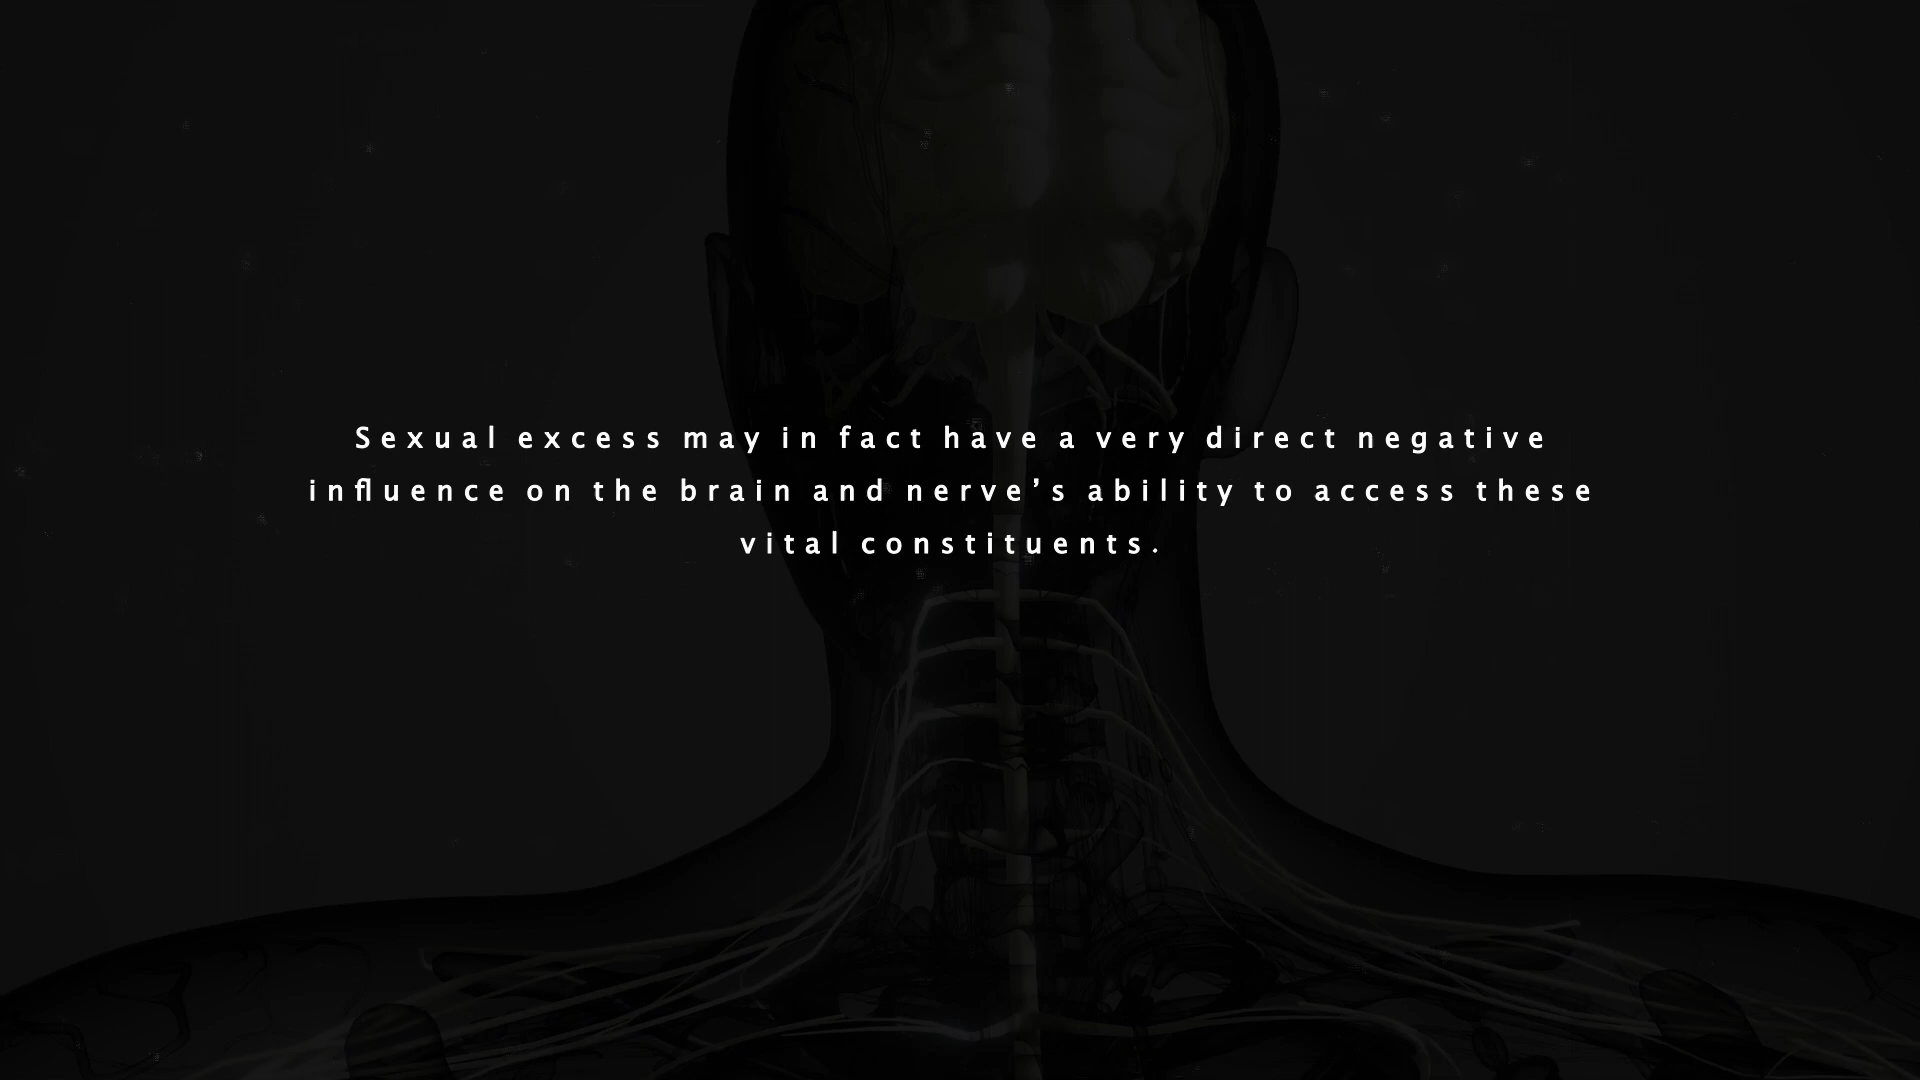 Sexual excess may in fact have a very direct negative
influence on the brain and nerve’s ability to access these
vital constituents.